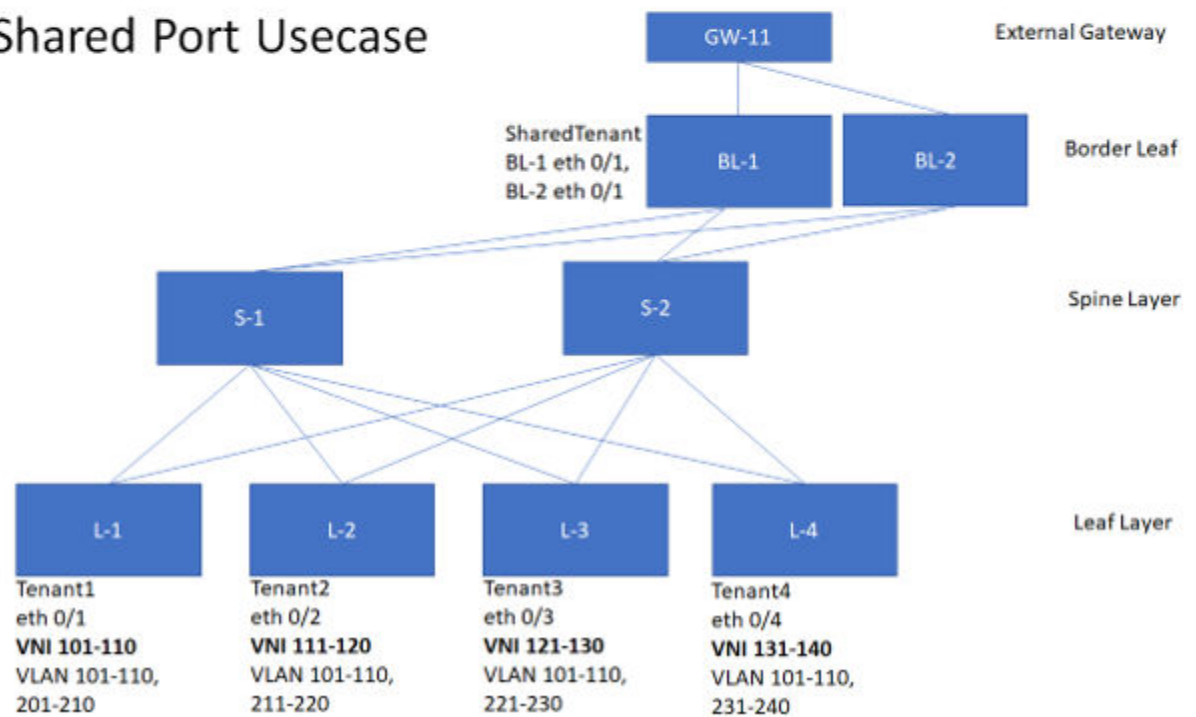 Shared Port Usecase
GW-11
External Gateway
SharedTenant
BL-1 eth 0/1,
BL-2 eth 0/1
BL-1
BL-2
Border Leaf
S-1
S-2
Spine Layer
L-1
L-2
L-3
L-4
Leaf Layer
Tenant1
eth 0/1
VNI 101-110
VLAN 101-110,
201-210
Tenant2
eth 0/2
VNI 111-120
VLAN 101-110,
211-220
Tenant3
eth 0/3
VNI 121-130
VLAN 101-110,
221-230
Tenant4
eth 0/4
VNI 131-140
VLAN 101-110,
231-240